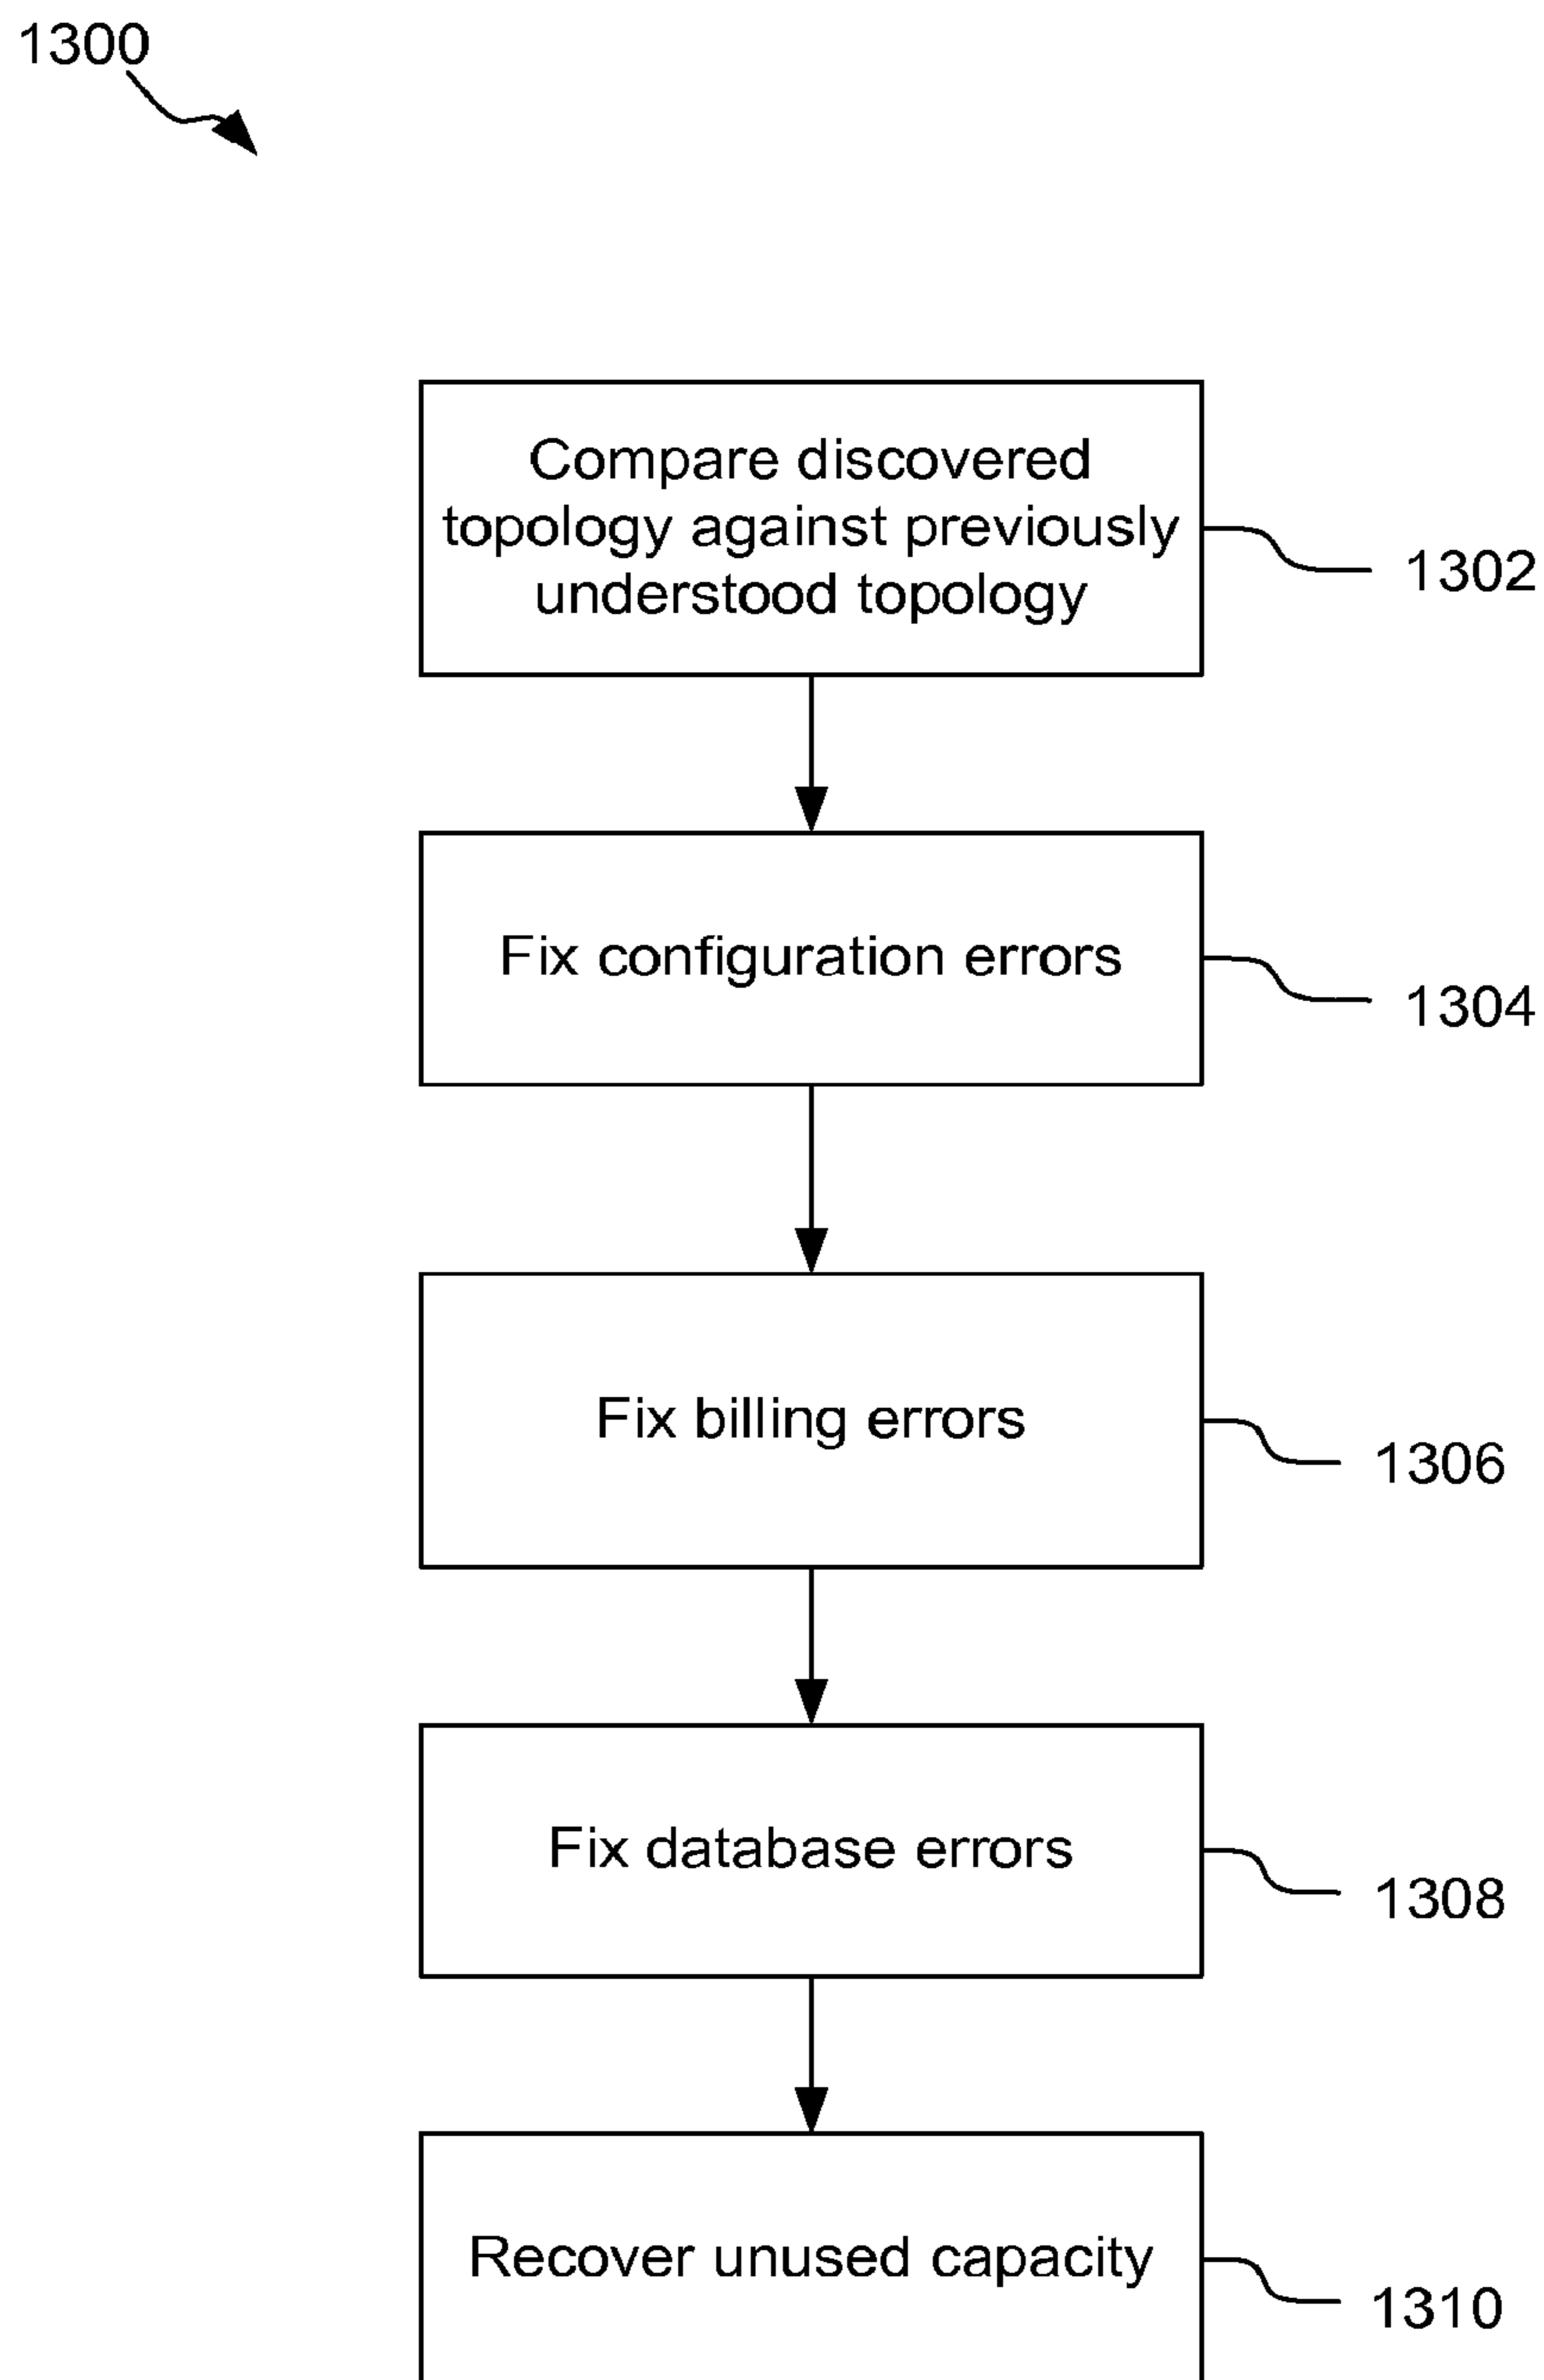 1300
Compare discovered
topology against previously
understood topology
1302
Fix configuration errors
1304
Fix billing errors
1306
Fix database errors
1308
Recover unused capacity
1310